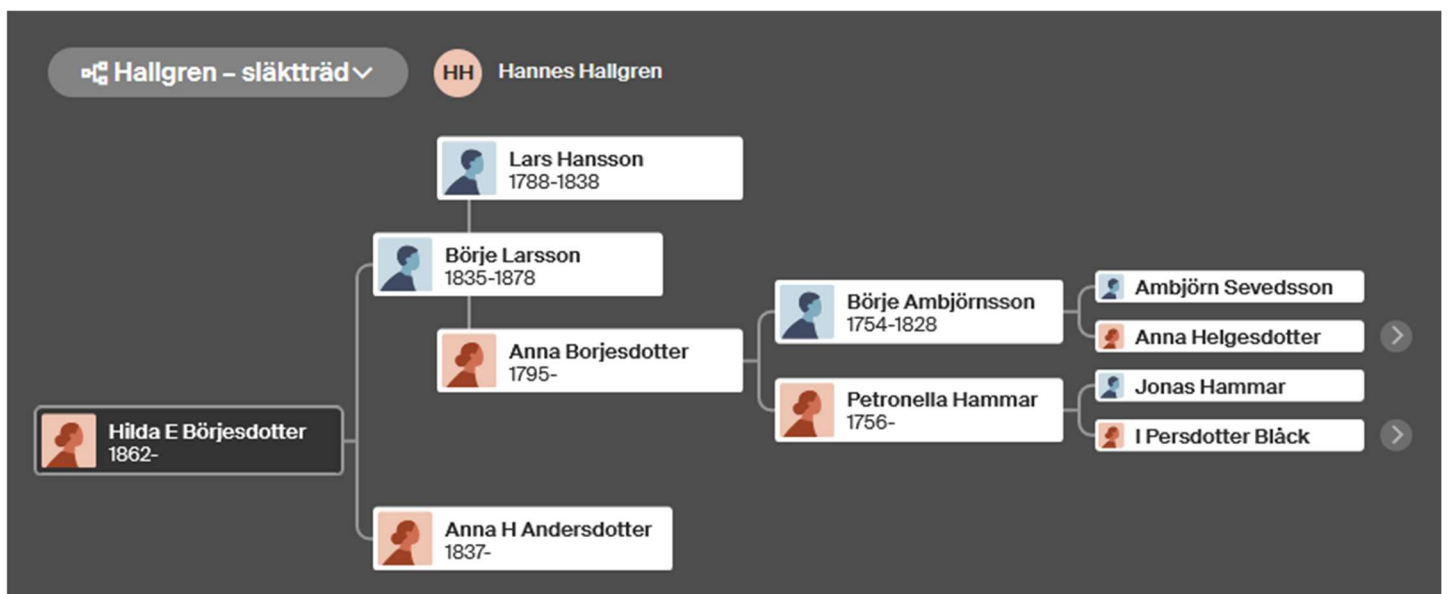 Hallgren – släktträd
HH Hannes Hallgren
Lars Hansson
1788-1838
Börje Larsson
1835-1878
Anna Borjesdotter
1795-
Börje Ambjörnsson
1754-1828
Petronella Hammar
1756-
Ambjörn Sevedsson
Anna Helgesdotter
Jonas Hammar
I Persdotter Blåck
Hilda E Börjesdotter
1862-
Anna H Andersdotter
1837-